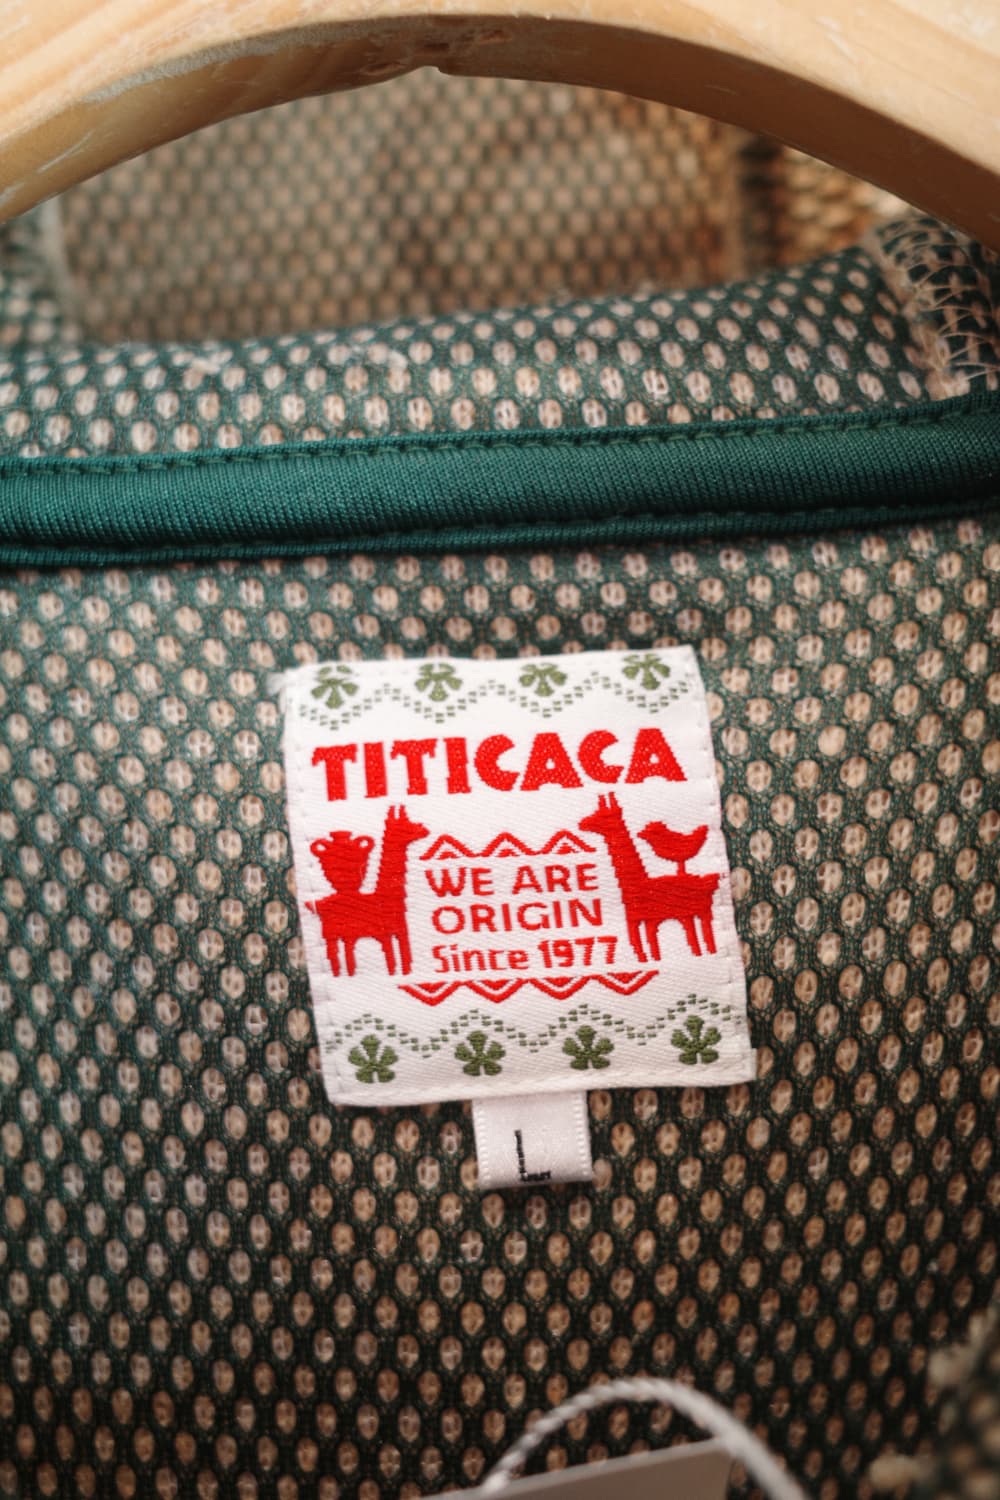 TITICACA
WE ARE
ORIGIN
Since 1977
L